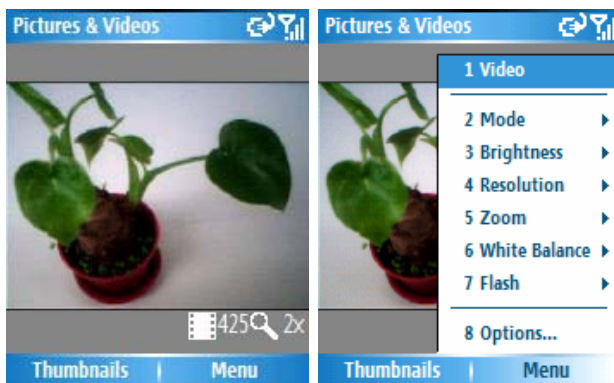 Pictures & Videos
425 2x
Thumbnails Menu
Pictures & Videos
1 Video
2 Mode
3 Brightness
4 Resolution
5 Zoom
6 White Balance
7 Flash
8 Options...
Thumbnails Menu